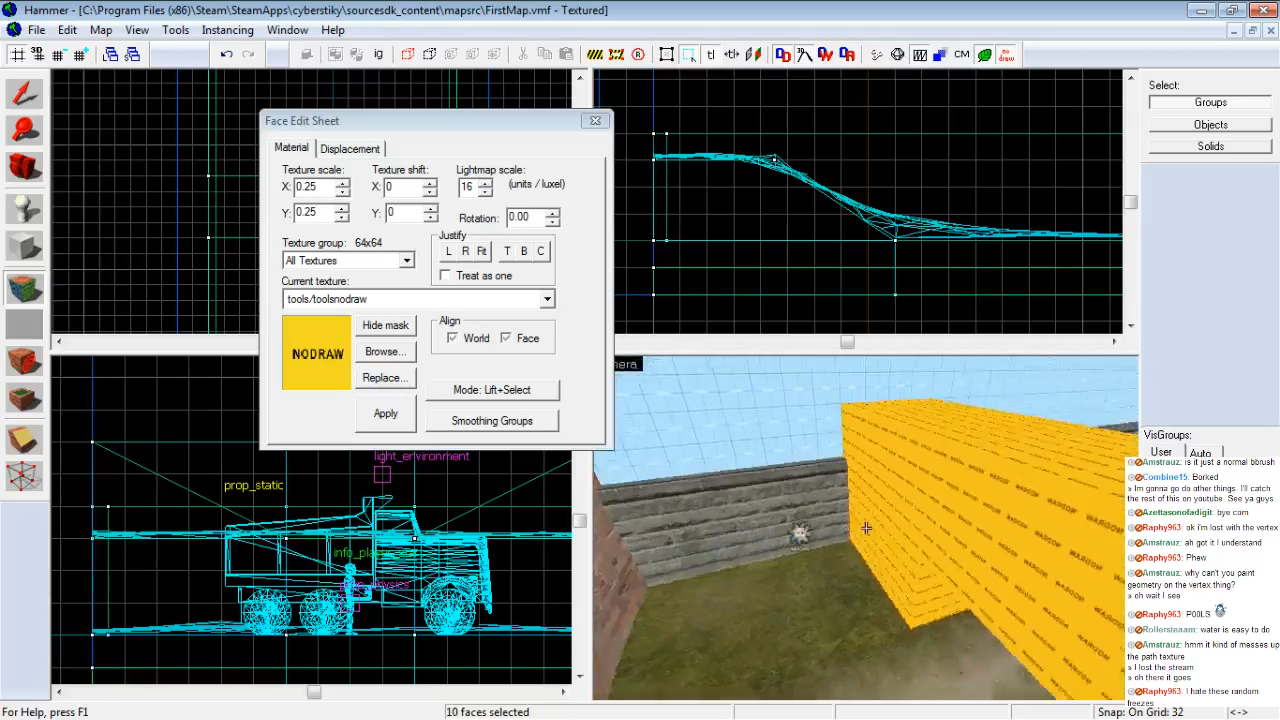 Hammer - [C:\Program Files (x86)\Steam\SteamApps\cyberstiky\sourcesdk_content\mapsrc\FirstMap.vmf - Textured]
File Edit Map View Tools Instancing Window Help
3D
ig
tl
CM
no draw
Face Edit Sheet
Material Displacement
Texture scale: Texture shift: Lightmap scale:
X: 0.25 X: 0 16 (units / luxel)
Y: 0.25 Y: 0 Rotation: 0.00
Texture group: 64x64 Justify
All Textures L R Fit T B C
Current texture: Treat as one
tools/toolsnodraw
NODRAW
Hide mask
Align
World Face
Browse...
Replace...
Mode: Lift+Select
Apply
Smoothing Groups
light_environment
prop_static
Select:
Groups
Objects
Solids
VisGroups:
User Auto
Amstrauz: is it just a normal bbrush
Combine15: Borked
» Im gonna go do other things. I'll catch
the rest of this on youtube. See ya guys.
Azettasonofadigit: bye com
Raphy963: ok i'm lost with the vertex
Amstrauz: ah got it I understand
Raphy963: Phew
Amstrauz: why cant't you paint
geometry on the vertex thing?
» oh wait I see
Raphy963: P00LS
Rollersteaam: water is easy to do
Amstrauz: hmm it kind of messes up
the path texture
» I lost the stream
» oh there it goes
Raphy963: I hate these random
freezes
For Help, press F1
10 faces selected
Snap: On Grid: 32 <->